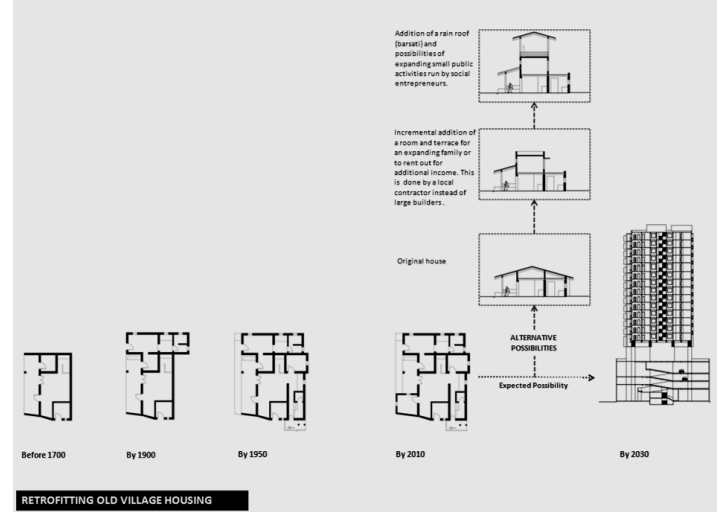 Addition of a rain roof
(barsati) and
possibilities of
expanding small public
activities run by social
entrepreneurs.
Incremental addition of
a room and terrace for
an expanding family or
to rent out for
additional income. This
is done by a local
contractor instead of
large builders .
Original house
ALTERNATIVE
POSSIBILITIES
Expected Possibility
Before 1700
By 1900
By 1950
By 2010
By 2030
RETROFITTING OLD VILLAGE HOUSING